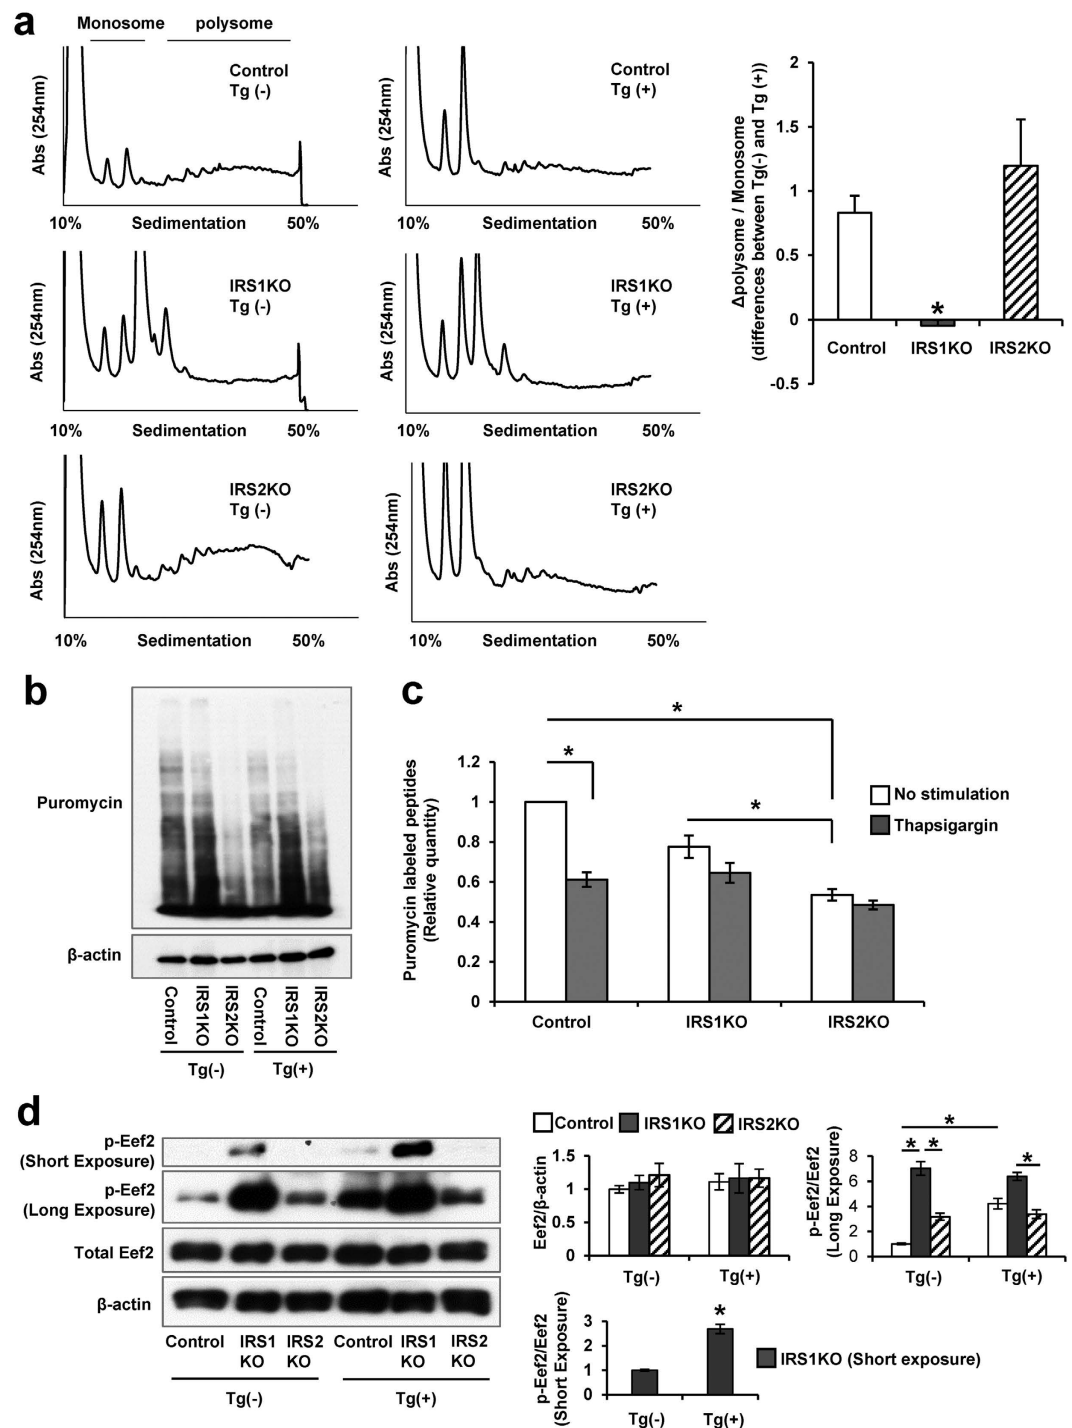 a
Monosome polysome
Abs (254nm)
Control
Tg (-)
10% Sedimentation 50%
Abs (254nm)
Control
Tg (+)
10% Sedimentation 50%
Δpolysome / Monosome
(differences between Tg(-) and Tg (+))
2
1.5
1
0.5
0
-0.5
*
Control IRS1KO IRS2KO
Abs (254nm)
IRS1KO
Tg (-)
10% Sedimentation 50%
Abs (254nm)
IRS1KO
Tg (+)
10% Sedimentation 50%
Abs (254nm)
IRS2KO
Tg (-)
10% Sedimentation 50%
Abs (254nm)
IRS2KO
Tg (+)
10% Sedimentation 50%
b
Puromycin
β-actin
Control IRS1KO IRS2KO Control IRS1KO IRS2KO
Tg(-) Tg(+)
c
Puromycin labeled peptides
(Relative quantity)
1.2
1
0.8
0.6
0.4
0.2
0
*
*
*
No stimulation
Thapsigargin
Control IRS1KO IRS2KO
d
p-Eef2
(Short Exposure)
p-Eef2
(Long Exposure)
Total Eef2
β-actin
Control IRS1 IRS2 Control IRS1 IRS2
KO KO KO KO
Tg(-) Tg(+)
Control IRS1KO IRS2KO
Eef2/β-actin
1.5
1
0.5
0
Tg(-) Tg(+)
p-Eef2/Eef2
(Long Exposure)
8
6
4
2
0
*
* * *
Tg(-) Tg(+)
p-Eef2/Eef2
(Short Exposure)
3
2
1
0
*
Tg(-) Tg(+)
IRS1KO (Short exposure)